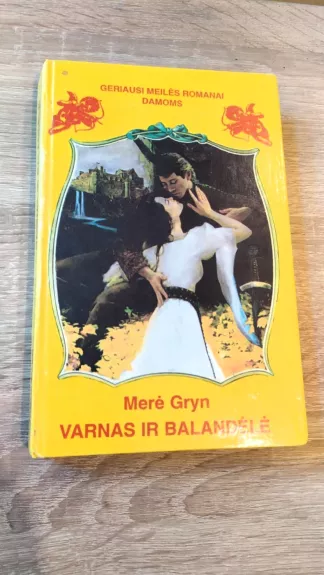 GERIAUSI MEILĖS ROMANAI
DAMOMS
Merė Gryn
VARNAS IR BALANDĖLĖ